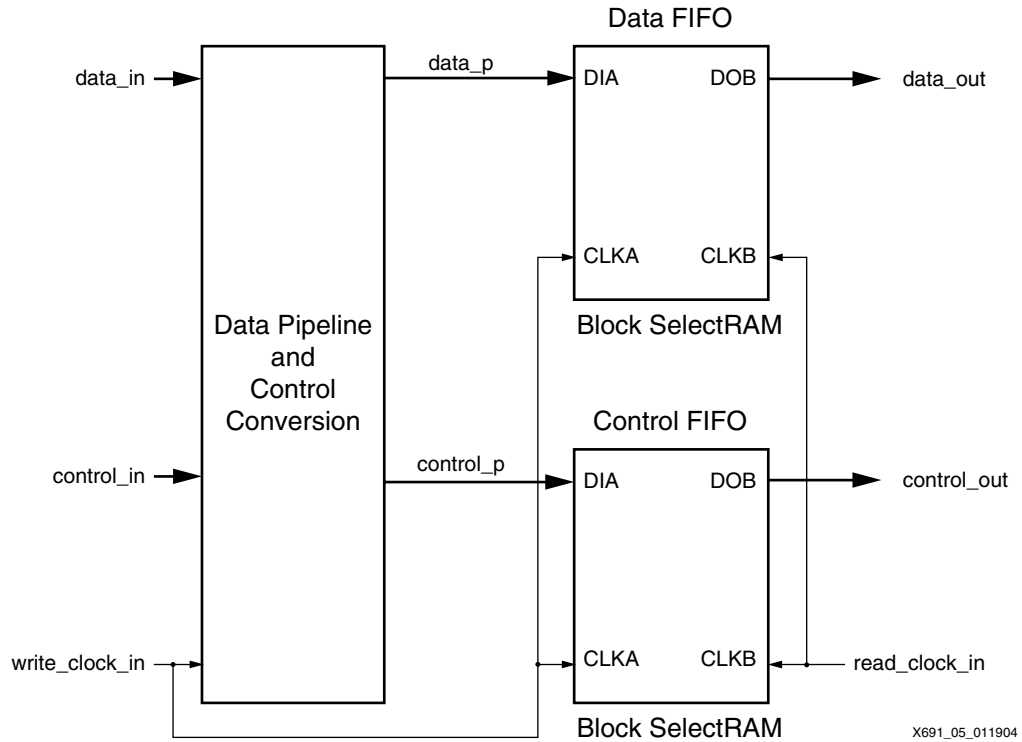 Data FIFO
data_in
data_p
DIA
DOB
data_out
CLKA
CLKB
Block SelectRAM
Data Pipeline
and
Control
Conversion
Control FIFO
control_in
control_p
DIA
DOB
control_out
write_clock_in
CLKA
CLKB
read_clock_in
Block SelectRAM
X691_05_011904